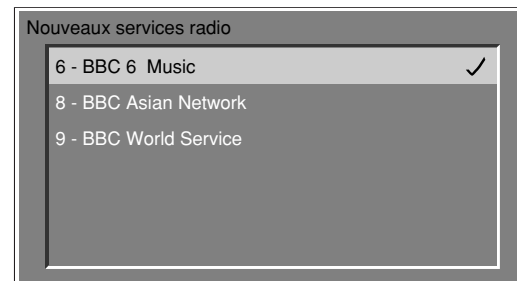 Nouveaux services radio
6 - BBC 6  Music
8 - BBC Asian Network
9 - BBC World Service